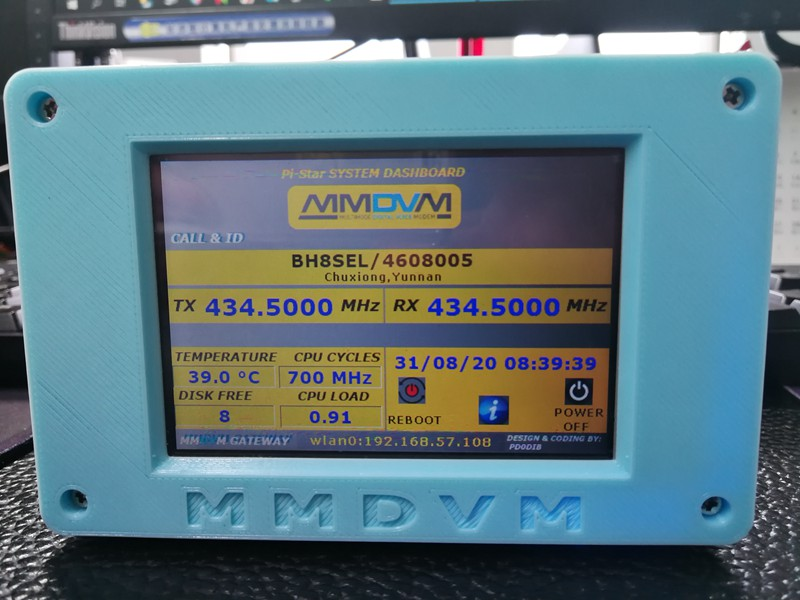 ThinkVision
Pi-Star SYSTEM DASHBOARD
MMDVM
MULTIMODE DIGITAL VOICE MODEM
CALL & ID
BH8SEL/4608005
Chuxiong,Yunnan
TX 434.5000 MHz RX 434.5000 MHz
TEMPERATURE CPU CYCLES 31/08/20 08:39:39
39.0 °C 700 MHz
DISK FREE CPU LOAD
8 0.91 REBOOT i POWER OFF
MMDVM GATEWAY wlan0:192.168.57.108 DESIGN & CODING BY: PD0DIB
MMDVM